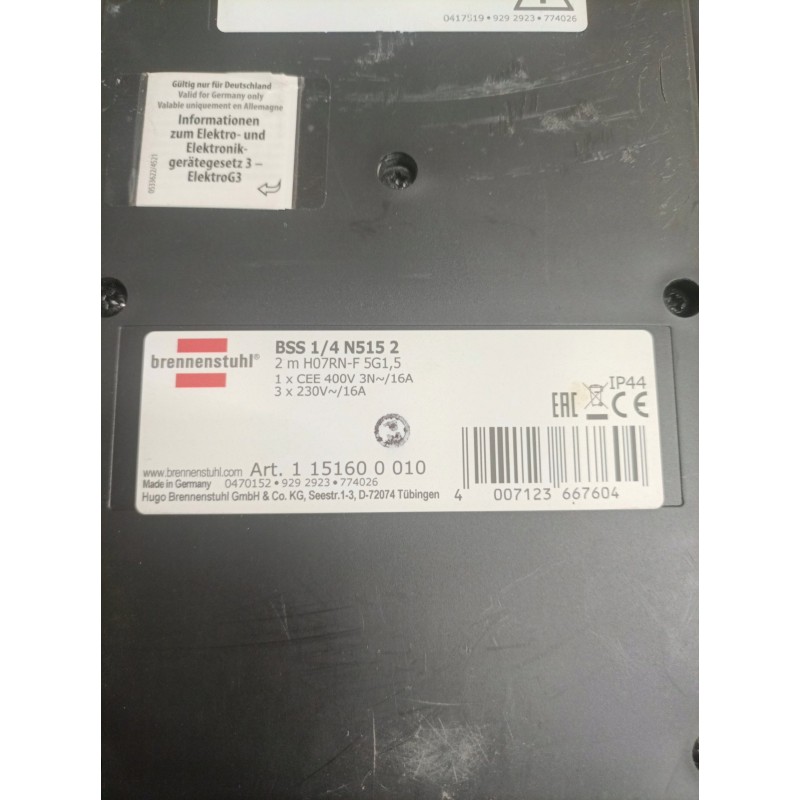 0417519 • 929 2923 • 774026
Gültig nur für Deutschland
Valid for Germany only
Valable uniquement en Allemagne
Informationen
zum Elektro- und
Elektronik-
gerätegesetz 3 –
ElektroG3
0533622/4521
brennenstuhl®
BSS 1/4 N515 2
2 m H07RN-F 5G1,5
1 x CEE 400V 3N~/16A
3 x 230V~/16A
IP44
EAC CE
www.brennenstuhl.com Art. 1 15160 0 010
Made in Germany 0470152 • 929 2923 • 774026
Hugo Brennenstuhl GmbH & Co. KG, Seestr.1-3, D-72074 Tübingen
4 007123 667604